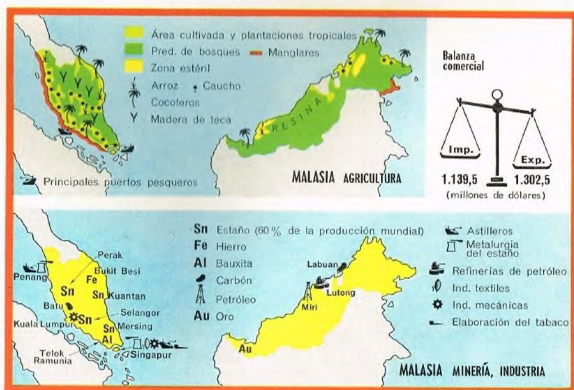 Área cultivada y plantaciones tropicales
Pred. de bosques
Manglares
Zona estéril
Arroz
Caucho
Cocoteros
Madera de teca
RESINA
Principales puertos pesqueros
MALASIA AGRICULTURA
Balanza
comercial
Imp.
Exp.
1.139,5
1.302,5
(millones de dólares)
Sn Estaño (60% de la producción mundial)
Fe Hierro
Al Bauxita
Carbón
Petróleo
Au Oro
Perak
Bukit Besi
Penang
Fe
Sn
Sn Kuantan
Batu
Selangor
Kuala Lumpur
Sn
Sn
Mersing
Al
Telok
Ramunia
Singapur
Labuan
Lutong
Miri
Au
Astilleros
Metalurgia
del estaño
Refinerías de petróleo
Ind. textiles
Ind. mecánicas
Elaboración del tabaco
MALASIA MINERÍA, INDUSTRIA